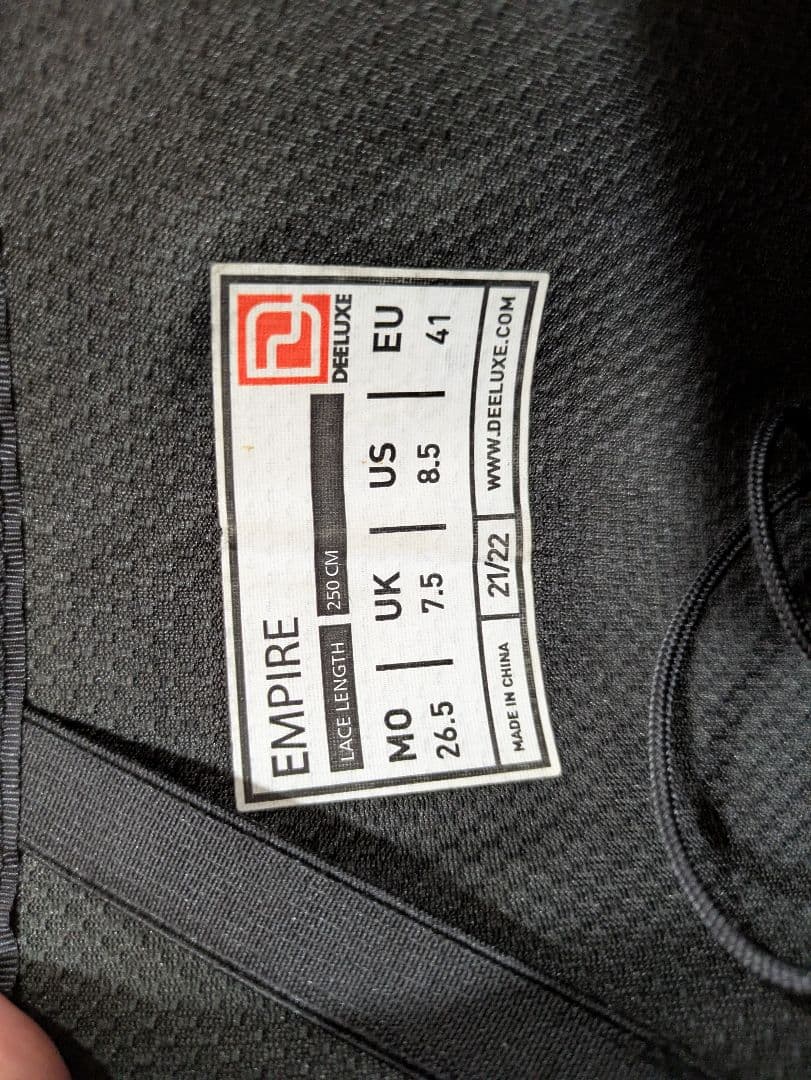 EMPIRE
DEELUXE
LACE LENGTH 250 CM
MO | UK | US | EU
26.5 7.5 8.5 41
MADE IN CHINA 21/22 WWW.DEELUXE.COM